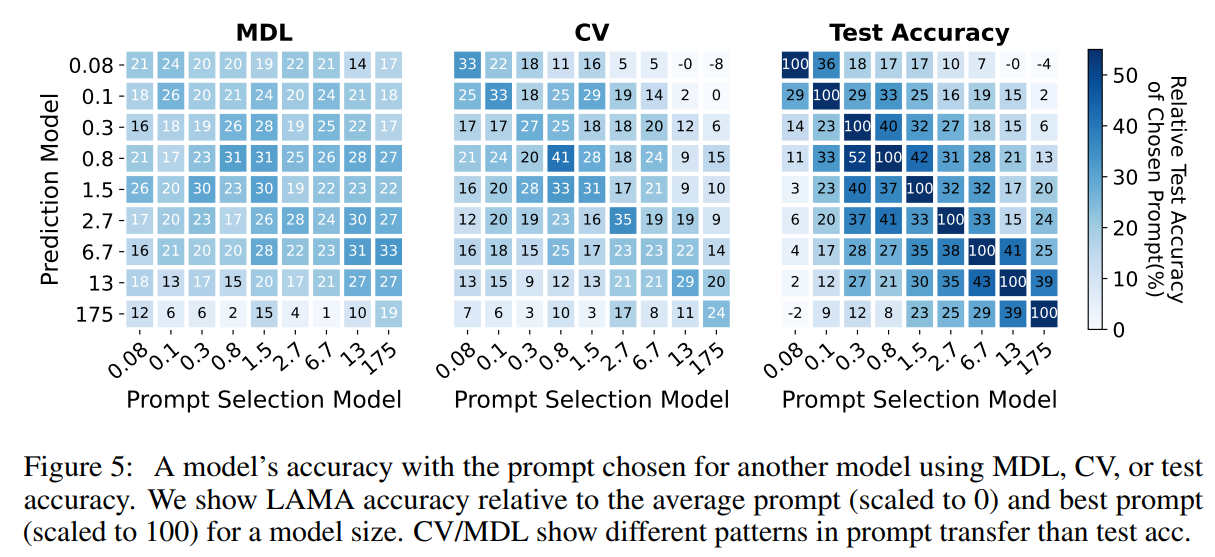 MDL CV Test Accuracy
Prediction Model
0.08 21 24 20 20 19 22 21 14 17 33 22 18 11 16 5 5 -0 -8 100 36 18 17 17 10 7 -0 -4
0.1 18 26 20 21 24 20 24 21 18 25 33 18 25 29 19 14 2 0 29 100 29 33 25 16 19 15 2
0.3 16 18 19 26 28 19 25 22 17 17 17 27 25 18 18 20 12 6 14 23 100 40 32 27 18 15 6
0.8 21 17 23 31 31 25 26 28 27 21 24 20 41 28 18 24 9 15 11 33 52 100 42 31 28 21 13
1.5 26 20 30 23 30 19 22 23 22 16 20 28 33 31 17 21 9 10 3 23 40 37 100 32 32 17 20
2.7 17 20 23 17 26 28 24 30 27 12 20 19 23 16 35 19 19 9 6 20 37 41 33 100 33 15 24
6.7 16 21 20 20 28 22 23 31 33 16 18 15 25 17 23 23 22 14 4 17 28 27 35 38 100 41 25
13 18 13 17 15 20 17 21 27 27 13 15 9 12 13 21 21 29 20 2 12 27 21 30 35 43 100 39
175 12 6 6 2 15 4 1 10 19 7 6 3 10 3 17 8 11 24 -2 9 12 8 23 25 29 39 100
0.08 0.1 0.3 0.8 1.5 2.7 6.7 13 175 0.08 0.1 0.3 0.8 1.5 2.7 6.7 13 175 0.08 0.1 0.3 0.8 1.5 2.7 6.7 13 175
Prompt Selection Model Prompt Selection Model Prompt Selection Model
50
40
30
20
10
0
Relative Test Accuracy
of Chosen Prompt(%)
Figure 5: A model's accuracy with the prompt chosen for another model using MDL, CV, or test
accuracy. We show LAMA accuracy relative to the average prompt (scaled to 0) and best prompt
(scaled to 100) for a model size. CV/MDL show different patterns in prompt transfer than test acc.